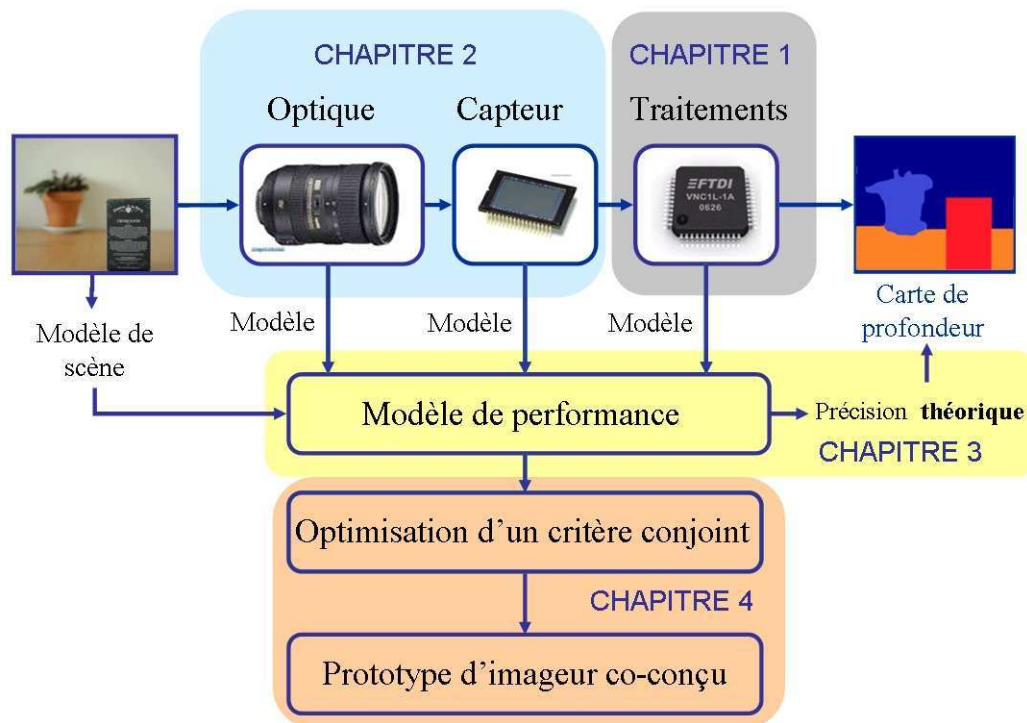 CHAPITRE 2
CHAPITRE 1
Optique
Capteur
Traitements
FTDI
VNC1L-1A
0626
Modèle de
scène
Modèle
Modèle
Modèle
Carte de
profondeur
Modèle de performance
Précision théorique
CHAPITRE 3
Optimisation d'un critère conjoint
CHAPITRE 4
Prototype d'imageur co-conçu